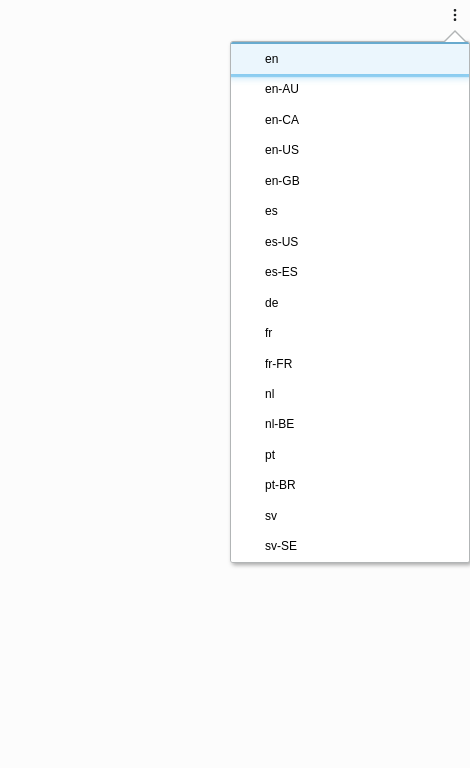 en
en-AU
en-CA
en-US
en-GB
es
es-US
es-ES
de
fr
fr-FR
nl
nl-BE
pt
pt-BR
sv
sv-SE